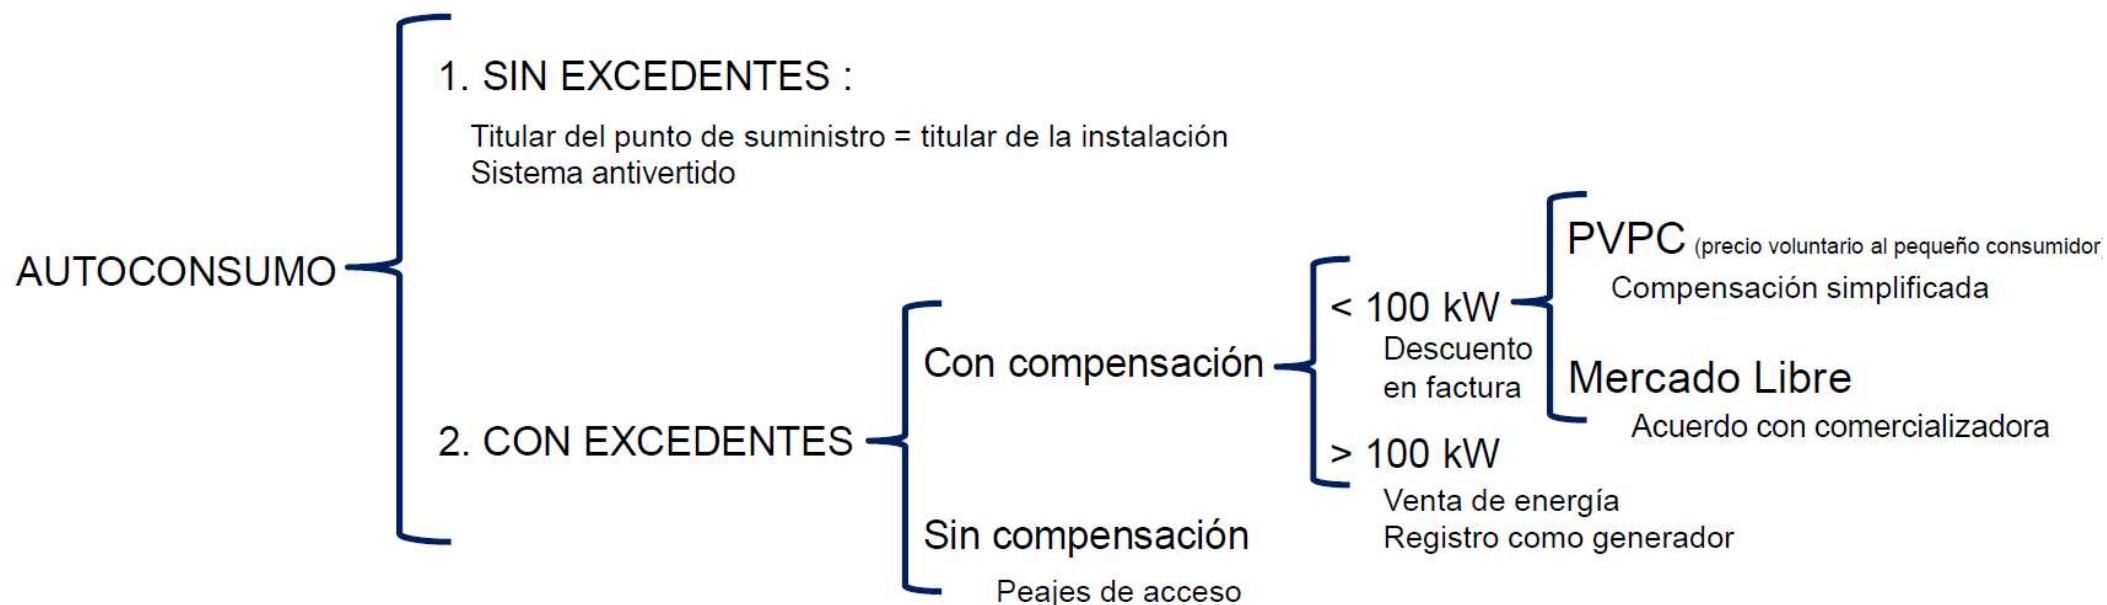 AUTOCONSUMO
1. SIN EXCEDENTES :
Titular del punto de suministro = titular de la instalación
Sistema antivertido
2. CON EXCEDENTES
Con compensación
< 100 kW
Descuento
en factura
PVPC (precio voluntario al pequeño consumidor)
Compensación simplificada
Mercado Libre
Acuerdo con comercializadora
> 100 kW
Venta de energía
Registro como generador
Sin compensación
Peajes de acceso